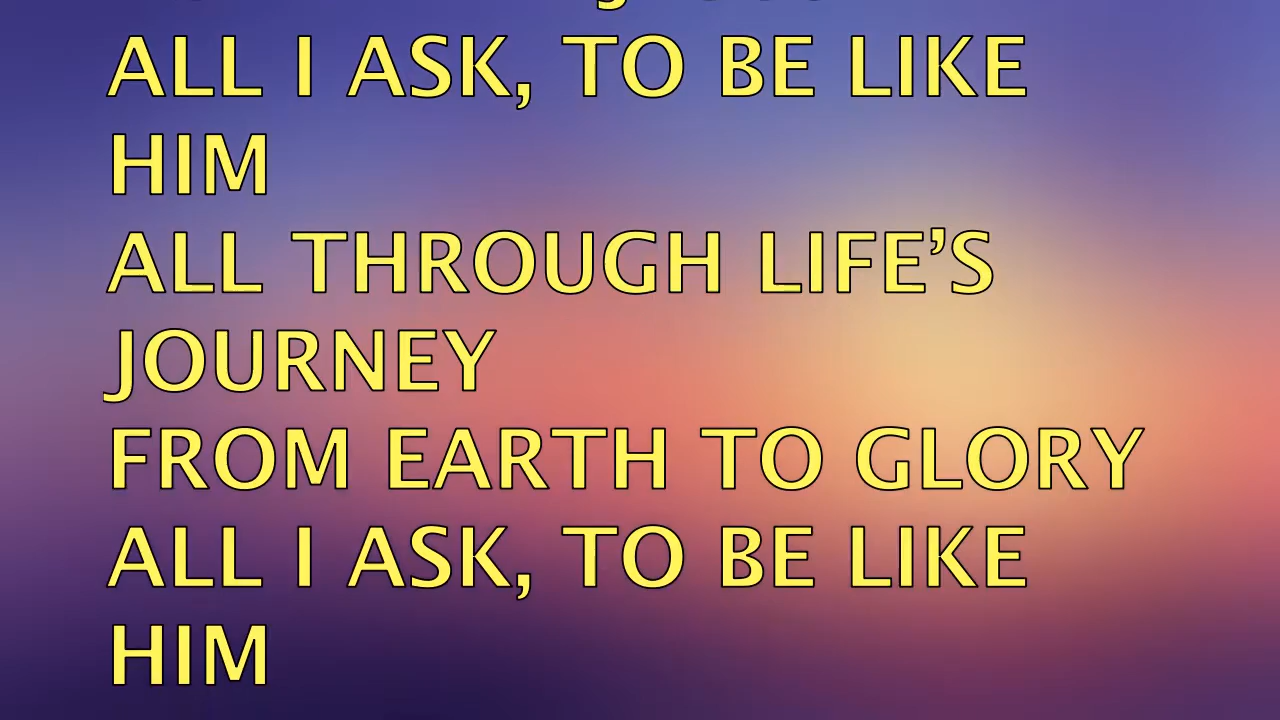 ALL I ASK, TO BE LIKE
HIM
ALL THROUGH LIFE’S
JOURNEY
FROM EARTH TO GLORY
ALL I ASK, TO BE LIKE
HIM